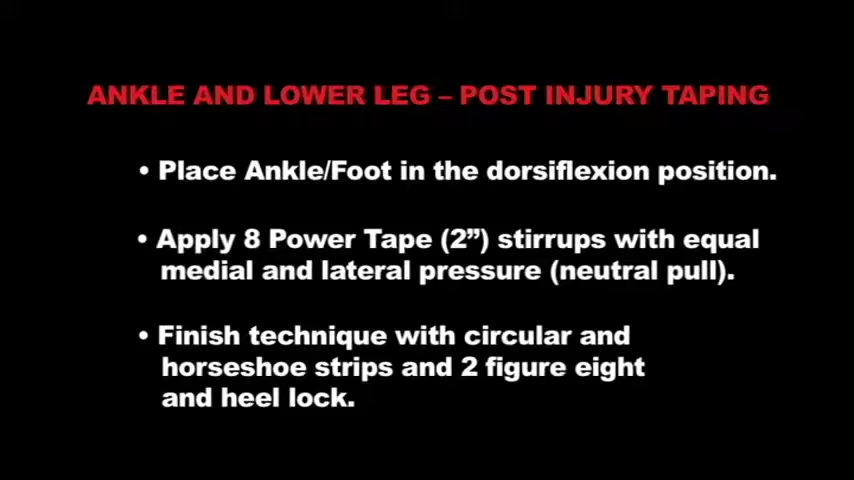 ANKLE AND LOWER LEG – POST INJURY TAPING
• Place Ankle/Foot in the dorsiflexion position.
• Apply 8 Power Tape (2”) stirrups with equal
medial and lateral pressure (neutral pull).
• Finish technique with circular and
horseshoe strips and 2 figure eight
and heel lock.